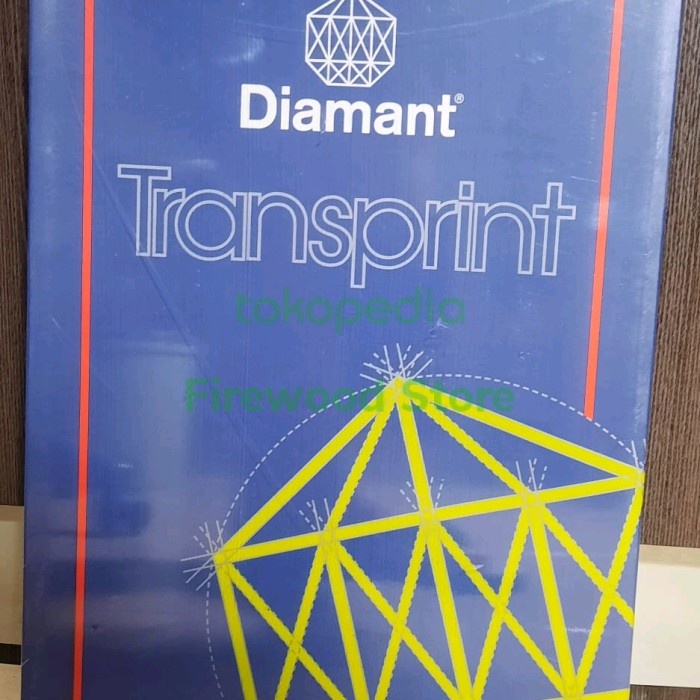 Diamant®
Transprint
tokopedia
Firewood Store